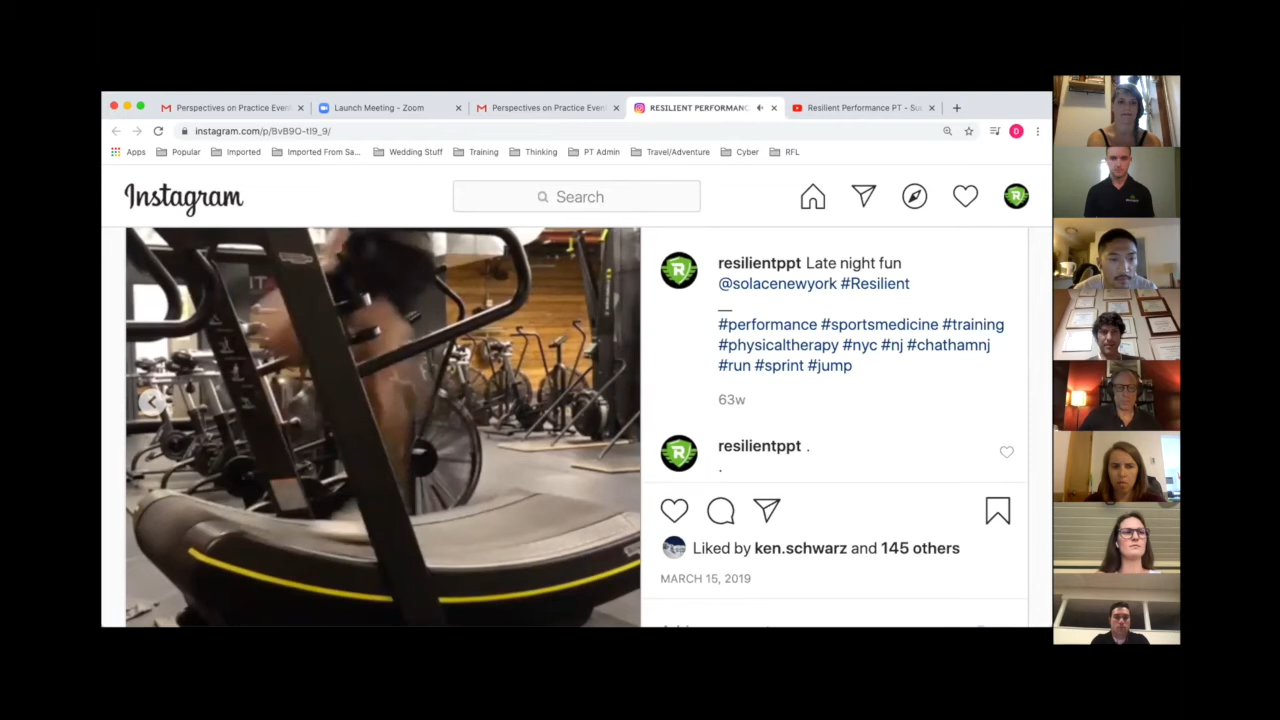 Perspectives on Practice Even
Launch Meeting - Zoom
Perspectives on Practice Even
RESILIENT PERFORMANC
Resilient Performance PT - Su
instagram.com/p/BvB9O-tl9_9/
D
Apps
Popular
Imported
Imported From Sa...
Wedding Stuff
Training
Thinking
PT Admin
Travel/Adventure
Cyber
RFL
Instagram
Search
resilientppt Late night fun
@solacenewyork #Resilient
__
#performance #sportsmedicine #training
#physicaltherapy #nyc #nj #chathamnj
#run #sprint #jump
63w
resilientppt .
.
Liked by ken.schwarz and 145 others
MARCH 15, 2019